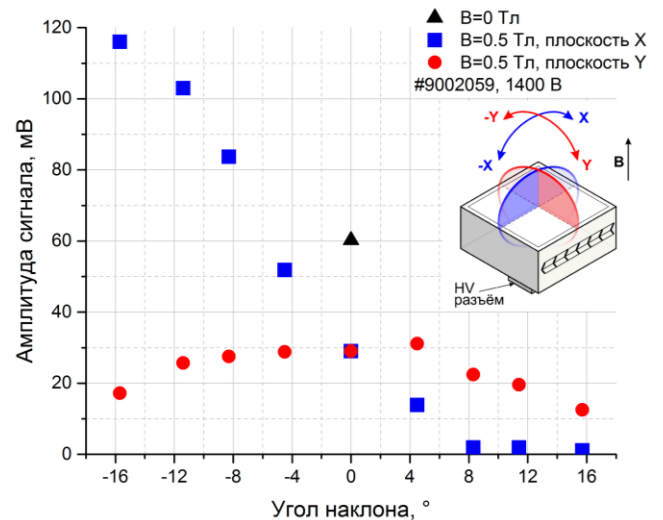 B=0 Тл
B=0.5 Тл, плоскость X
B=0.5 Тл, плоскость Y
#9002059, 1400 В
-Y X
-X Y
B
HV
разъём
Амплитуда сигнала, мВ
120
100
80
60
40
20
0
-16 -12 -8 -4 0 4 8 12 16
Угол наклона, °